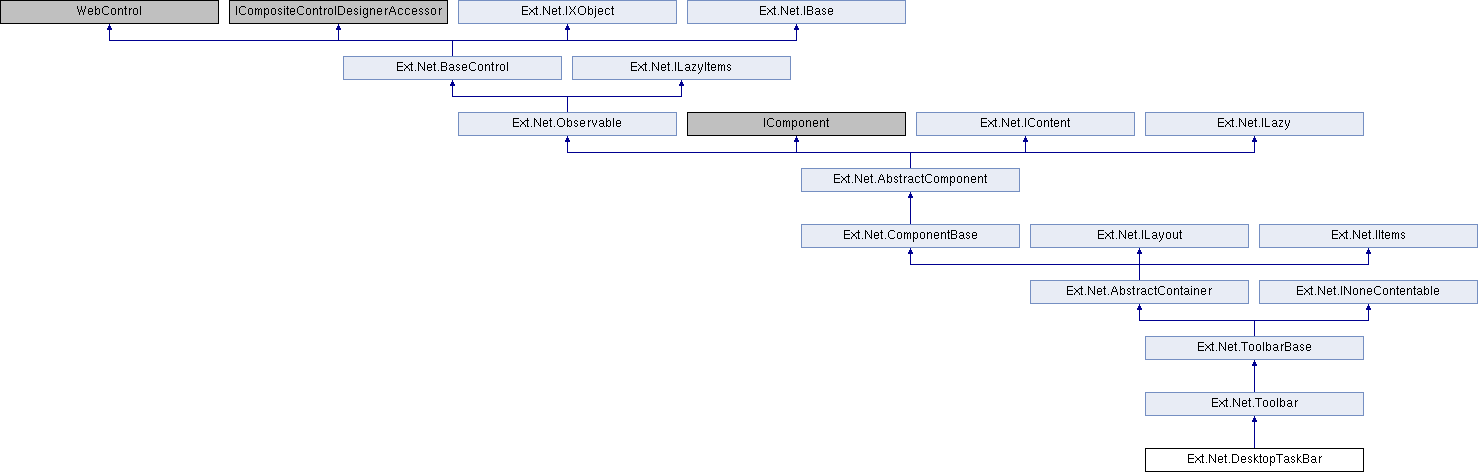 WebControl
ICompositeControlDesignerAccessor
Ext.Net.IXObject
Ext.Net.IBase
Ext.Net.BaseControl
Ext.Net.ILazyItems
Ext.Net.Observable
IComponent
Ext.Net.IContent
Ext.Net.ILazy
Ext.Net.AbstractComponent
Ext.Net.ComponentBase
Ext.Net.ILayout
Ext.Net.IItems
Ext.Net.AbstractContainer
Ext.Net.INoneContentable
Ext.Net.ToolbarBase
Ext.Net.Toolbar
Ext.Net.DesktopTaskBar